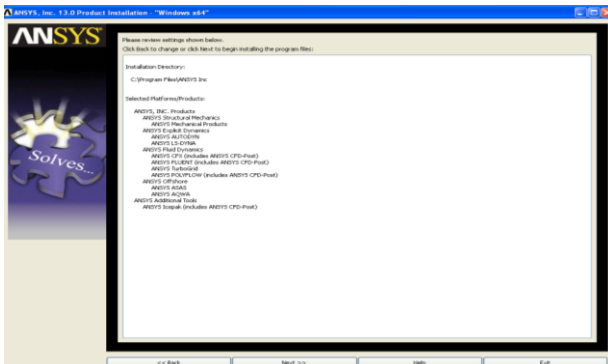 ANSYS, Inc. 13.0 Product Installation - "Windows x64"
ANSYS
Solves...
Please review settings shown below.
Click Back to change or click Next to begin installing the program files:
Installation Directory:
C:\Program Files\ANSYS Inc
Selected Platforms/Products:
ANSYS, INC. Products
ANSYS Structural Mechanics
ANSYS Mechanical Products
ANSYS Explicit Dynamics
ANSYS AUTODYN
ANSYS LS-DYNA
ANSYS Fluid Dynamics
ANSYS CFX (includes ANSYS CFD-Post)
ANSYS FLUENT (includes ANSYS CFD-Post)
ANSYS TurboGrid
ANSYS POLYFLOW (includes ANSYS CFD-Post)
ANSYS Offshore
ANSYS ASAS
ANSYS AQWA
ANSYS Additional Tools
ANSYS Icepak (includes ANSYS CFD-Post)
<< Back
Next >>
Help
Exit